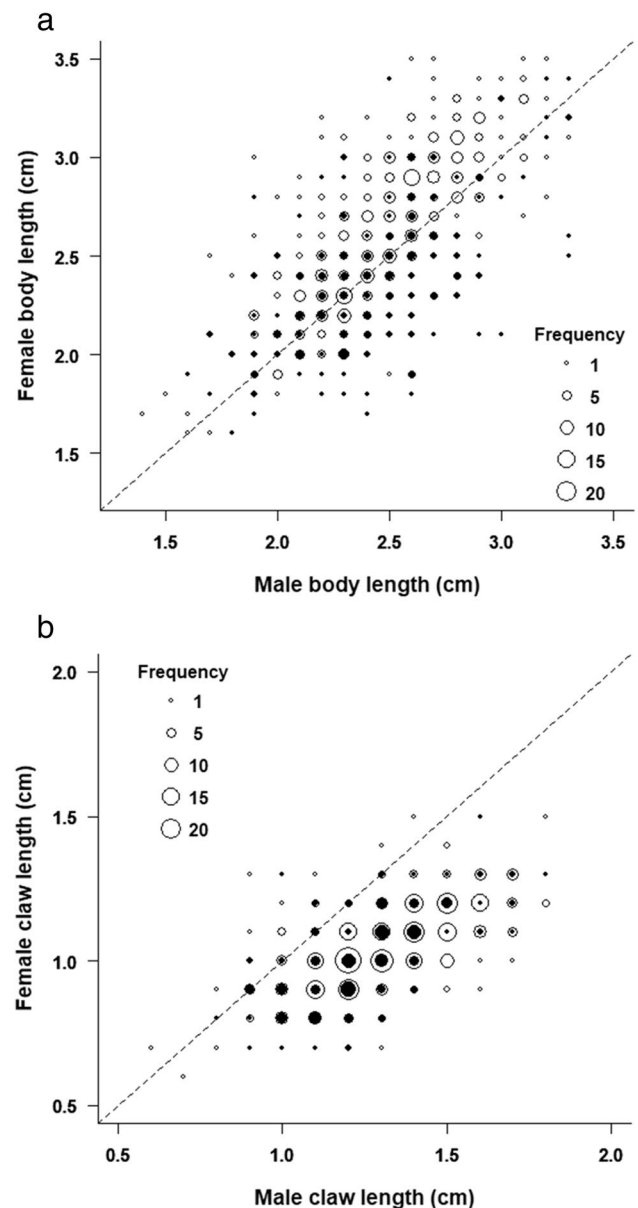 a
3.5
3.0
2.5
2.0
1.5
Female body length (cm)
Frequency
1
5
10
15
20
1.5 2.0 2.5 3.0 3.5
Male body length (cm)
b
2.0
1.5
1.0
0.5
Female claw length (cm)
Frequency
1
5
10
15
20
0.5 1.0 1.5 2.0
Male claw length (cm)